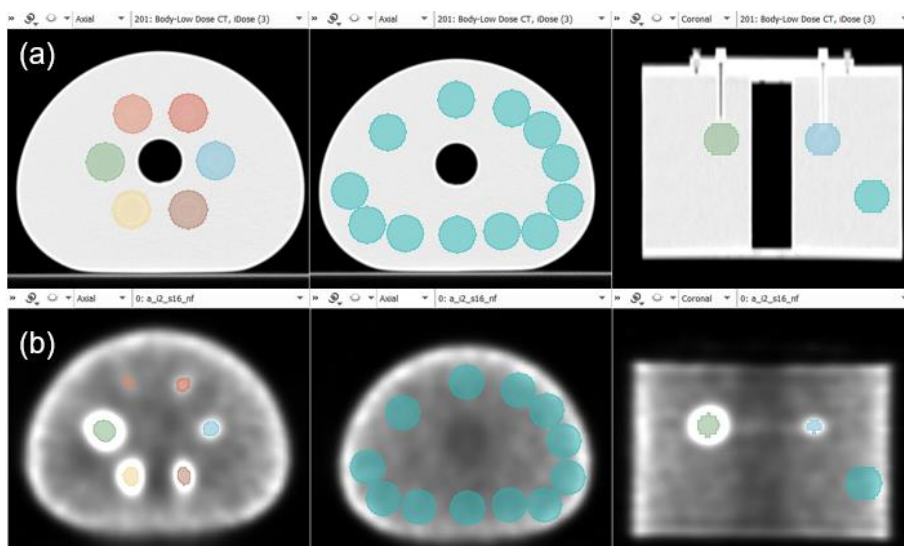 » Axial 201: Body-Low Dose CT, iDose (3) » Axial 201: Body-Low Dose CT, iDose (3) » Coronal 201: Body-Low Dose CT, iDose (3)
(a)
» Axial 0: a_i2_s16_nf » Axial 0: a_i2_s16_nf » Coronal 0: a_i2_s16_nf
(b)